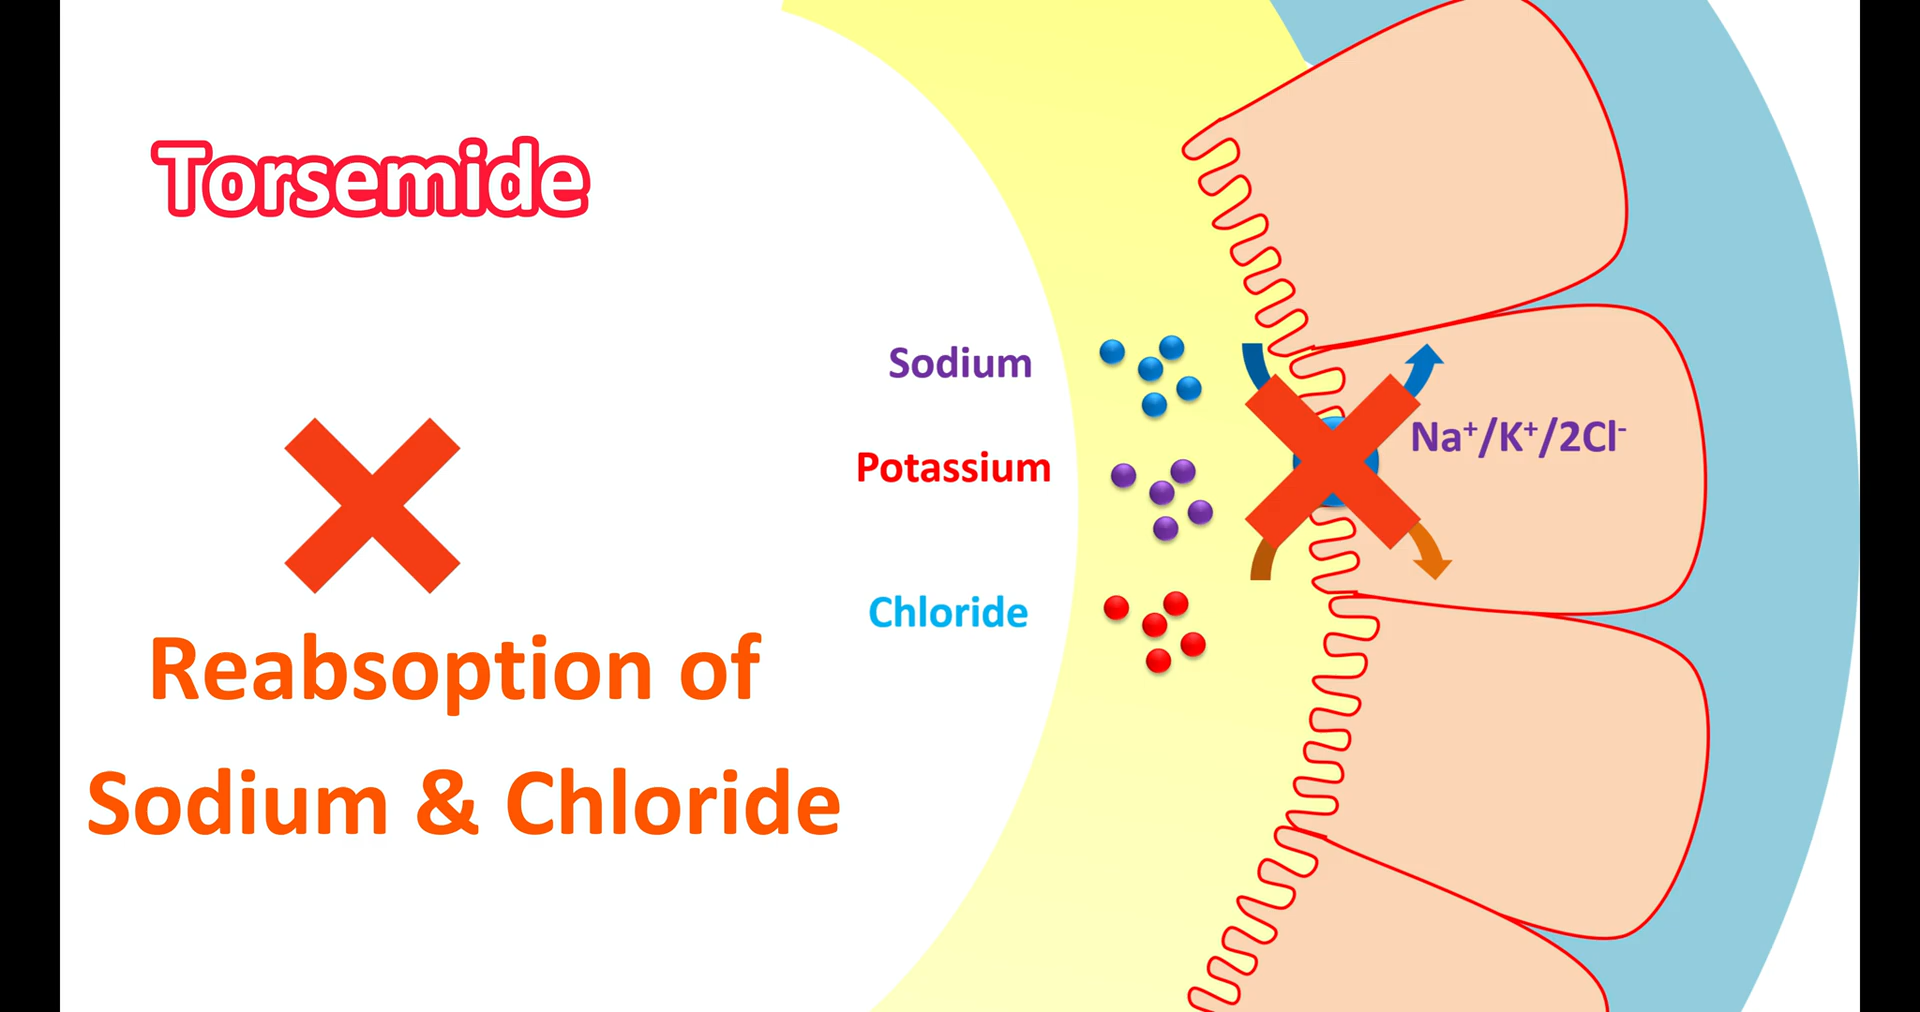 Torsemide
Sodium
Na⁺/K⁺/2Cl⁻
Potassium
Chloride
Reabsoption of
Sodium & Chloride